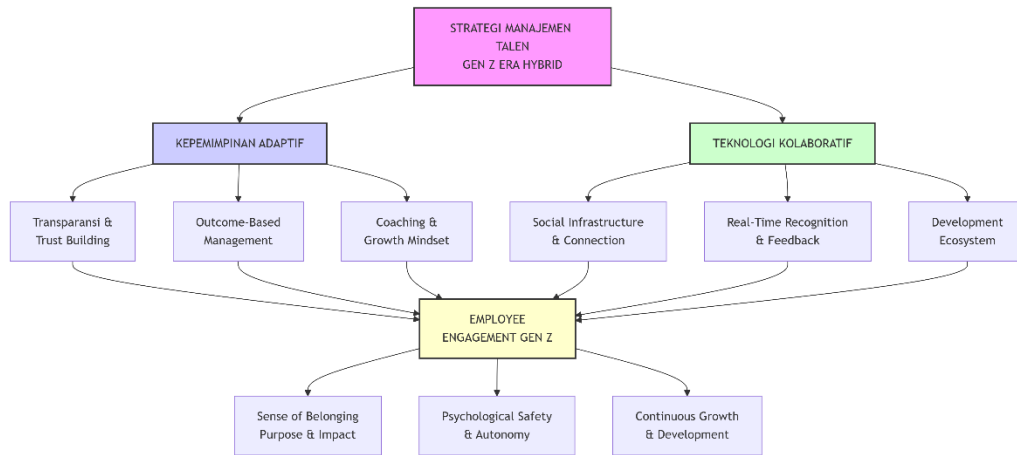 STRATEGI MANAJEMEN
TALEN
GEN Z ERA HYBRID
KEPEMIMPINAN ADAPTIF
TEKNOLOGI KOLABORATIF
Transparansi &
Trust Building
Outcome-Based
Management
Coaching &
Growth Mindset
Social Infrastructure
& Connection
Real-Time Recognition
& Feedback
Development
Ecosystem
EMPLOYEE
ENGAGEMENT GEN Z
Sense of Belonging
Purpose & Impact
Psychological Safety
& Autonomy
Continuous Growth
& Development